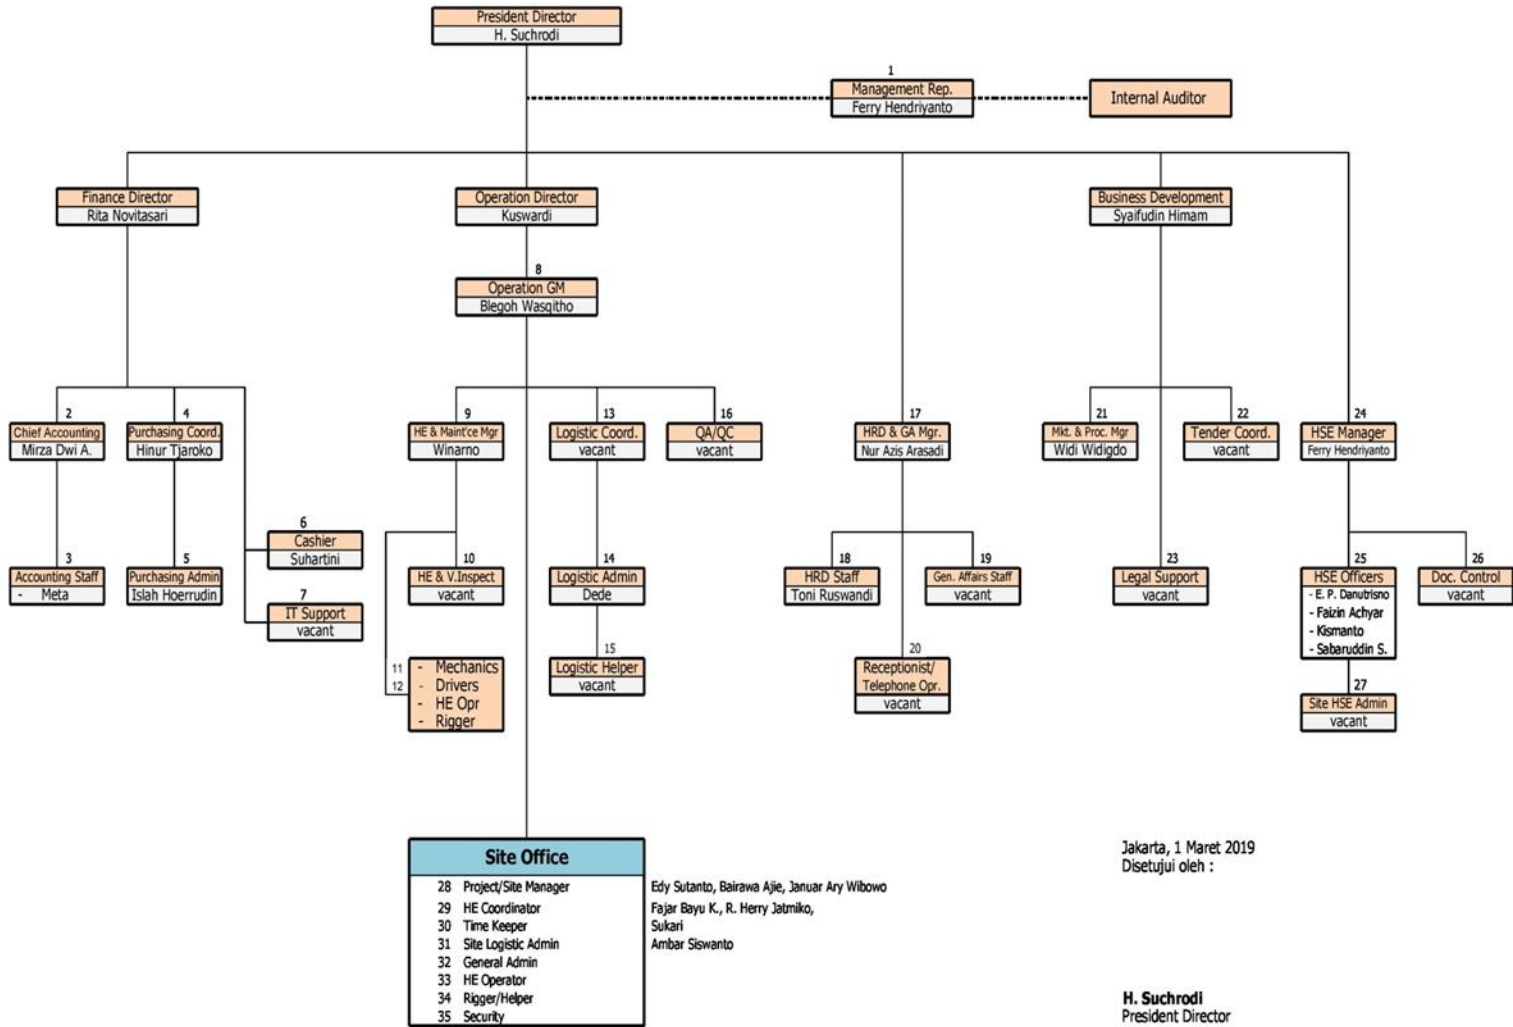 President Director
H. Suchrodi
1
Management Rep.
Ferry Hendriyanto
Internal Auditor
Finance Director
Rita Novitasari
Operation Director
Kuswardi
Business Development
Syaifudin Himam
8
Operation GM
Blegoh Wasqitho
2
Chief Accounting
Mirza Dwi A.
4
Purchasing Coord.
Hinur Tjaroko
9
HE & Maint'ce Mgr
Winarno
13
Logistic Coord.
vacant
16
QA/QC
vacant
17
HRD & GA Mgr.
Nur Azis Arasadi
21
Mkt. & Proc. Mgr
Widi Widigdo
22
Tender Coord.
vacant
24
HSE Manager
Ferry Hendriyanto
6
Cashier
Suhartini
3
Accounting Staff
- Meta
5
Purchasing Admin
Islah Hoerrudin
7
IT Support
vacant
10
HE & V.Inspect
vacant
14
Logistic Admin
Dede
18
HRD Staff
Toni Ruswandi
19
Gen. Affairs Staff
vacant
23
Legal Support
vacant
25
HSE Officers
- E. P. Danutrisno
- Faizin Achyar
- Kismanto
- Sabaruddin S.
26
Doc. Control
vacant
11 - Mechanics
12 - Drivers
- HE Opr
- Rigger
15
Logistic Helper
vacant
20
Receptionist/
Telephone Opr.
vacant
27
Site HSE Admin
vacant
Site Office
28 Project/Site Manager Edy Sutanto, Bairawa Ajie, Januar Ary Wibowo
29 HE Coordinator Fajar Bayu K., R. Herry Jatmiko,
30 Time Keeper Sukari
31 Site Logistic Admin Ambar Siswanto
32 General Admin
33 HE Operator
34 Rigger/Helper
35 Security
Jakarta, 1 Maret 2019
Disetujui oleh :
H. Suchrodi
President Director